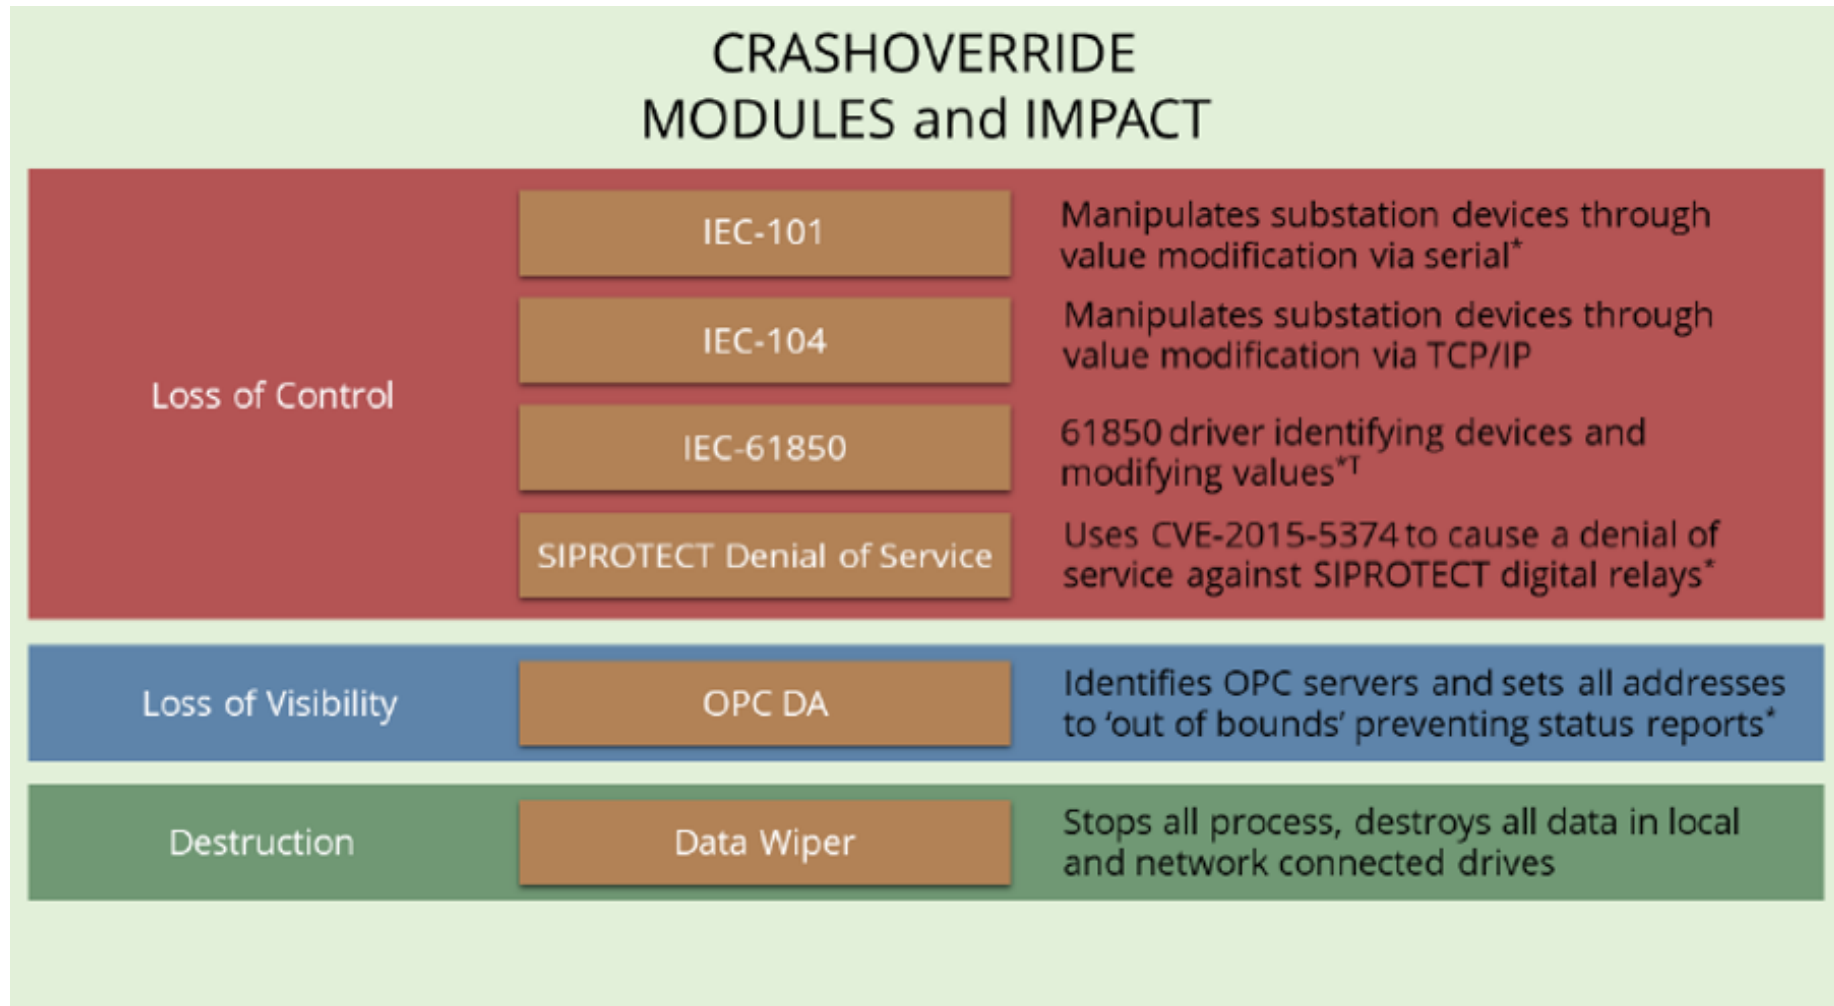 CRASHOVERRIDE
MODULES and IMPACT
Loss of Control
IEC-101
Manipulates substation devices through
value modification via serial*
IEC-104
Manipulates substation devices through
value modification via TCP/IP
IEC-61850
61850 driver identifying devices and
modifying values*T
SIPROTECT Denial of Service
Uses CVE-2015-5374 to cause a denial of
service against SIPROTECT digital relays*
Loss of Visibility
OPC DA
Identifies OPC servers and sets all addresses
to ‘out of bounds’ preventing status reports*
Destruction
Data Wiper
Stops all process, destroys all data in local
and network connected drives